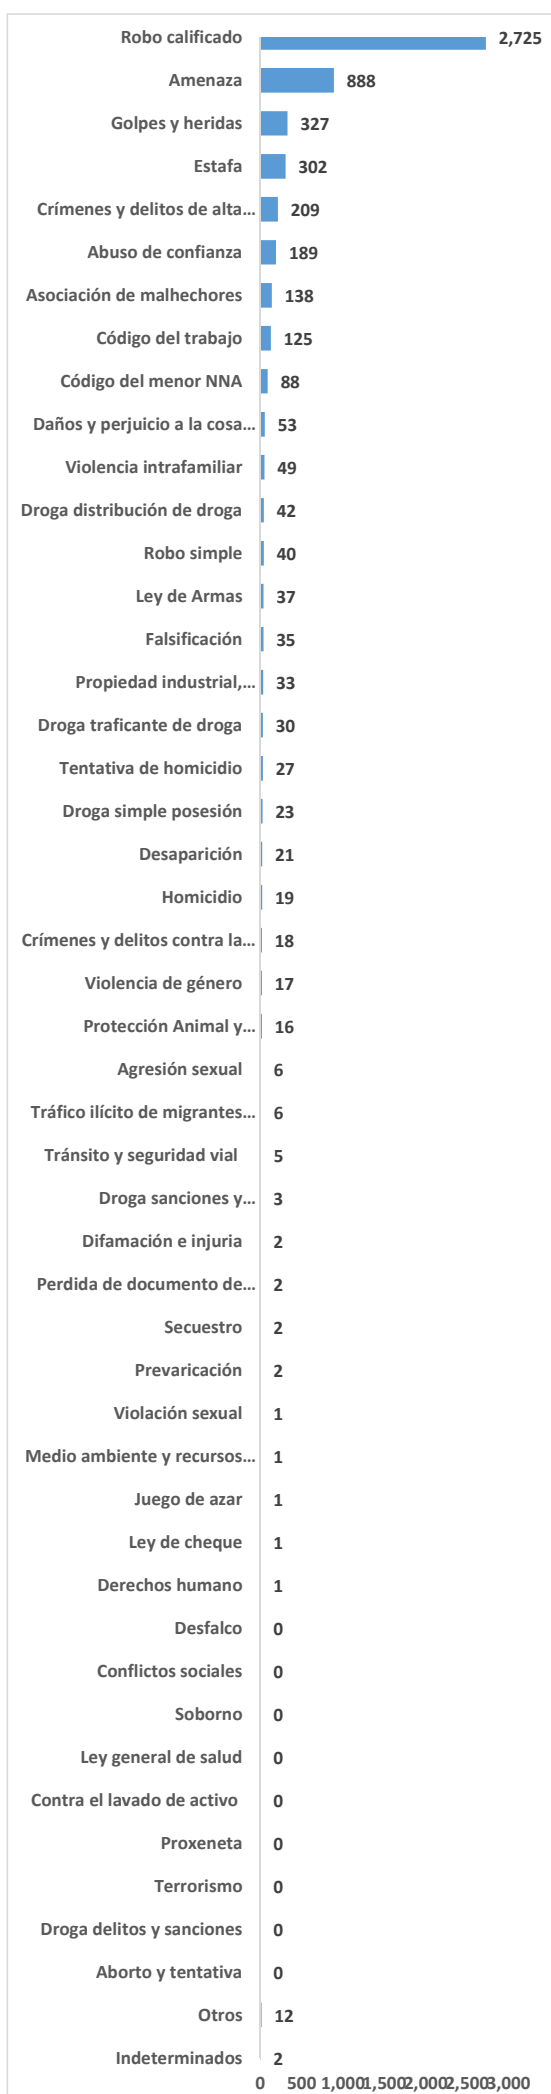 Robo calificado 2,725
Amenaza 888
Golpes y heridas 327
Estafa 302
Crímenes y delitos de alta… 209
Abuso de confianza 189
Asociación de malhechores 138
Código del trabajo 125
Código del menor NNA 88
Daños y perjuicio a la cosa… 53
Violencia intrafamiliar 49
Droga distribución de droga 42
Robo simple 40
Ley de Armas 37
Falsificación 35
Propiedad industrial,… 33
Droga traficante de droga 30
Tentativa de homicidio 27
Droga simple posesión 23
Desaparición 21
Homicidio 19
Crímenes y delitos contra la… 18
Violencia de género 17
Protección Animal y… 16
Agresión sexual 6
Tráfico ilícito de migrantes… 6
Tránsito y seguridad vial 5
Droga sanciones y… 3
Difamación e injuria 2
Perdida de documento de… 2
Secuestro 2
Prevaricación 2
Violación sexual 1
Medio ambiente y recursos… 1
Juego de azar 1
Ley de cheque 1
Derechos humano 1
Desfalco 0
Conflictos sociales 0
Soborno 0
Ley general de salud 0
Contra el lavado de activo 0
Proxeneta 0
Terrorismo 0
Droga delitos y sanciones 0
Aborto y tentativa 0
Otros 12
Indeterminados 2
0 500 1,000 1,500 2,000 2,500 3,000